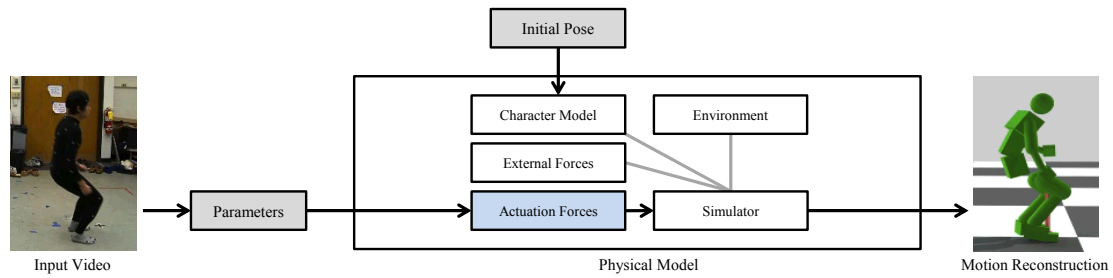 Initial Pose
Character Model
Environment
External Forces
Parameters
Actuation Forces
Simulator
Input Video
Physical Model
Motion Reconstruction